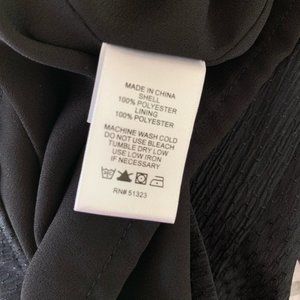 MADE IN CHINA
SHELL
100% POLYESTER
LINING
100% POLYESTER
MACHINE WASH COLD
DO NOT USE BLEACH
TUMBLE DRY LOW
USE LOW IRON
IF NECESSARY
RN# 51323